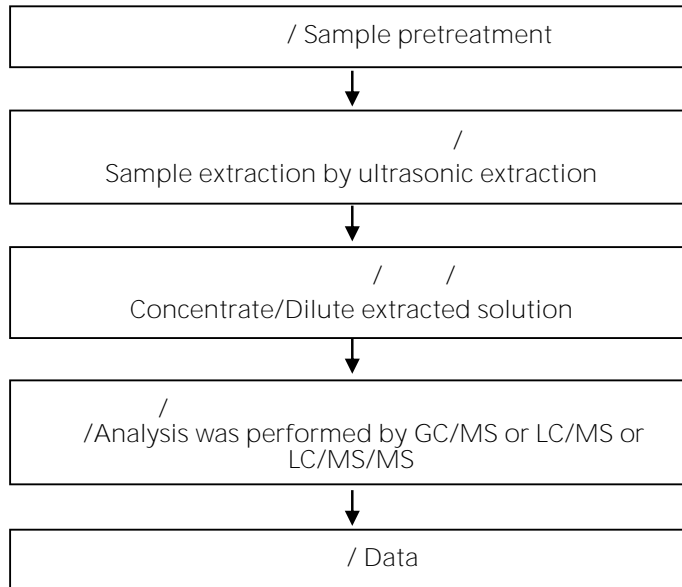 / Sample pretreatment
/
Sample extraction by ultrasonic extraction
/ /
Concentrate/Dilute extracted solution
/
/Analysis was performed by GC/MS or LC/MS or
LC/MS/MS
/ Data